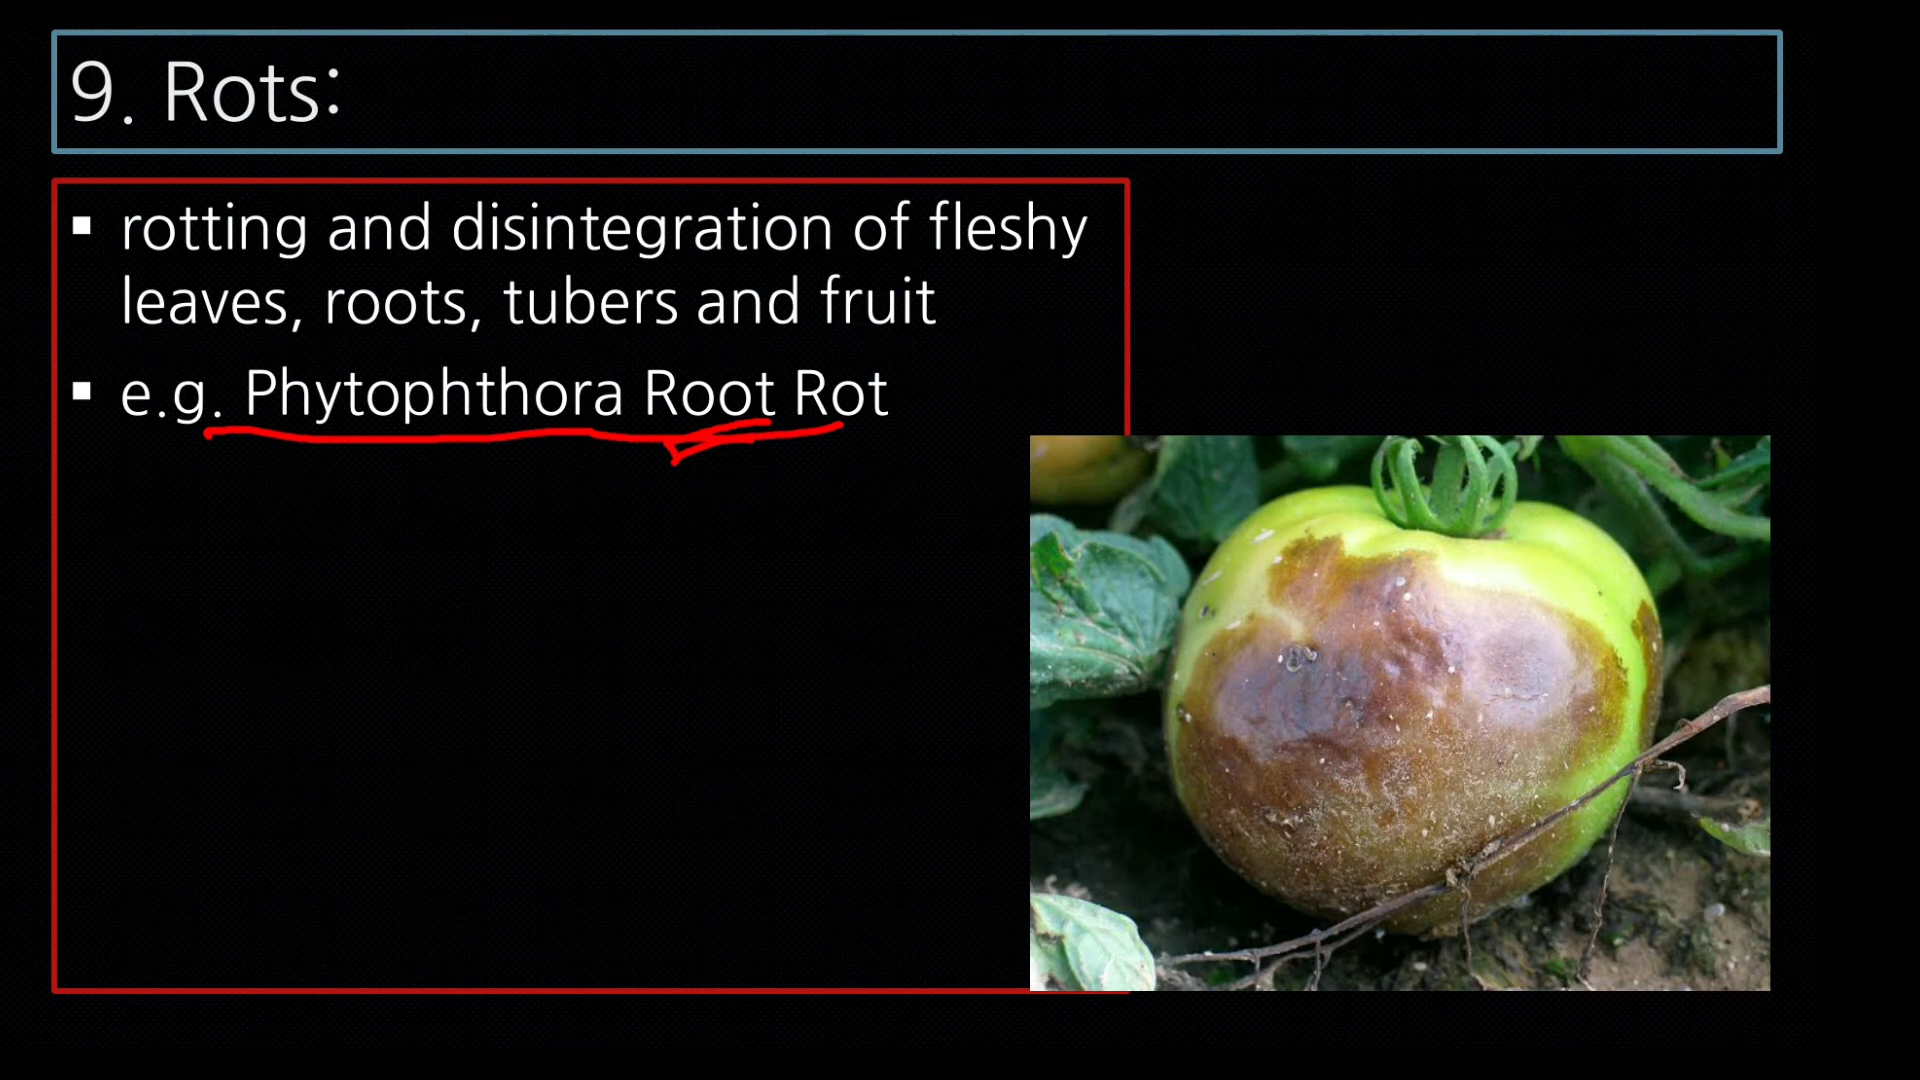 9. Rots:
▪ rotting and disintegration of fleshy
leaves, roots, tubers and fruit
▪ e.g. Phytophthora Root Rot